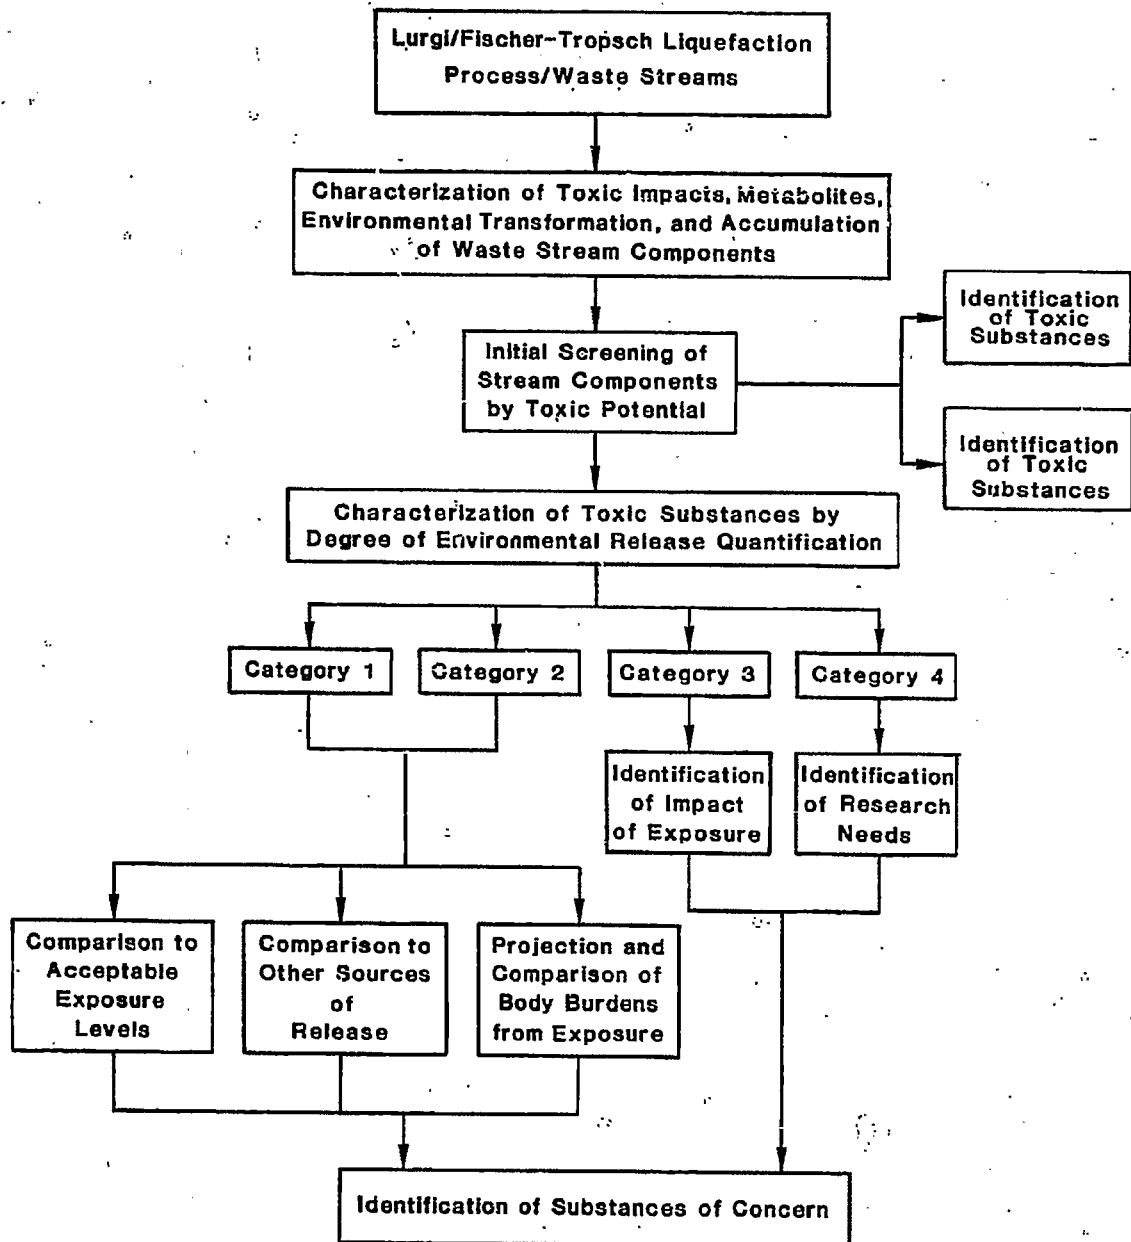 Lurgi/Fischer-Tropsch Liquefaction
Process/Waste Streams
Characterization of Toxic Impacts, Metabolites,
Environmental Transformation, and Accumulation
of Waste Stream Components
Initial Screening of
Stream Components
by Toxic Potential
Identification
of Toxic
Substances
Identification
of Toxic
Substances
Characterization of Toxic Substances by
Degree of Environmental Release Quantification
Category 1
Category 2
Category 3
Category 4
Identification
of Impact
of Exposure
Identification
of Research
Needs
Comparison to
Acceptable
Exposure
Levels
Comparison to
Other Sources
of
Release
Projection and
Comparison of
Body Burdens
from Exposure
Identification of Substances of Concern